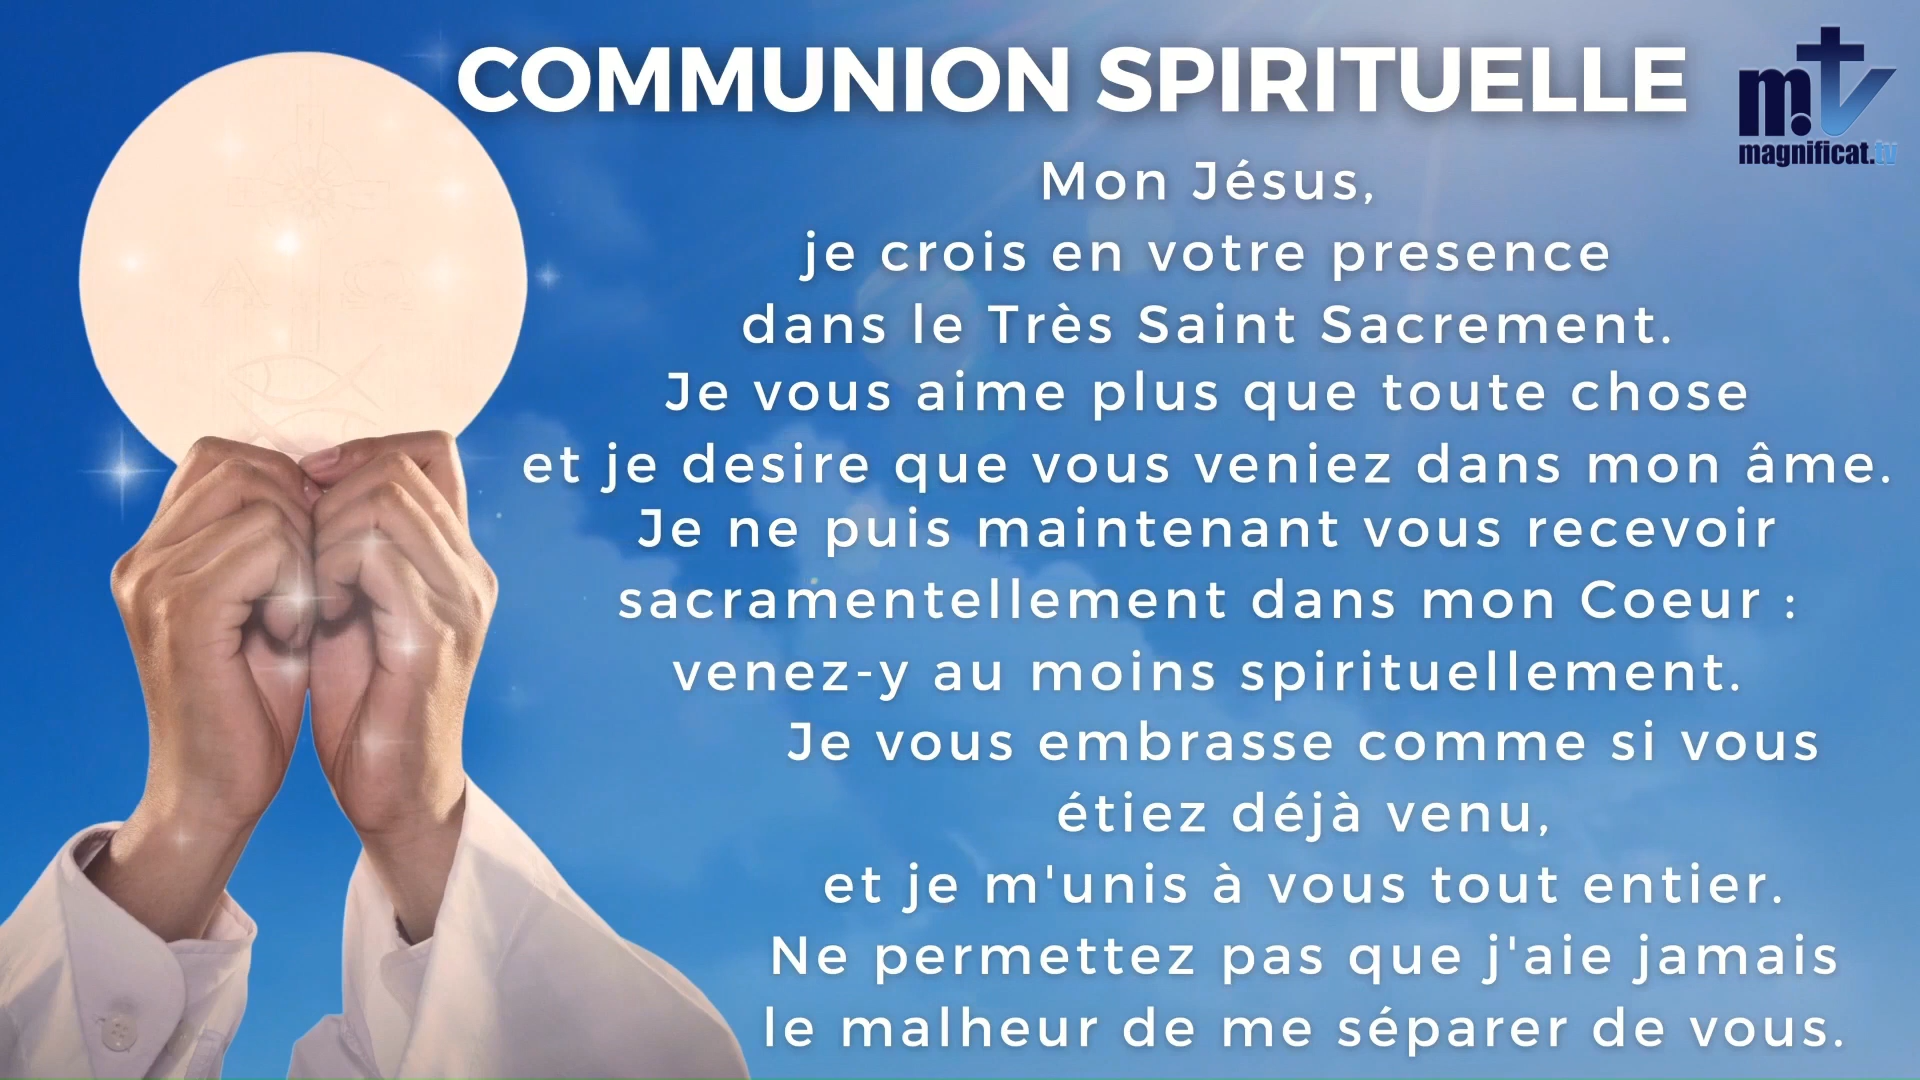 COMMUNION SPIRITUELLE
mtv
magnificat.tv
Mon Jésus,
je crois en votre presence
dans le Très Saint Sacrement.
Je vous aime plus que toute chose
et je desire que vous veniez dans mon âme.
Je ne puis maintenant vous recevoir
sacramentellement dans mon Coeur :
venez-y au moins spirituellement.
Je vous embrasse comme si vous
étiez déjà venu,
et je m'unis à vous tout entier.
Ne permettez pas que j'aie jamais
le malheur de me séparer de vous.
A Ω